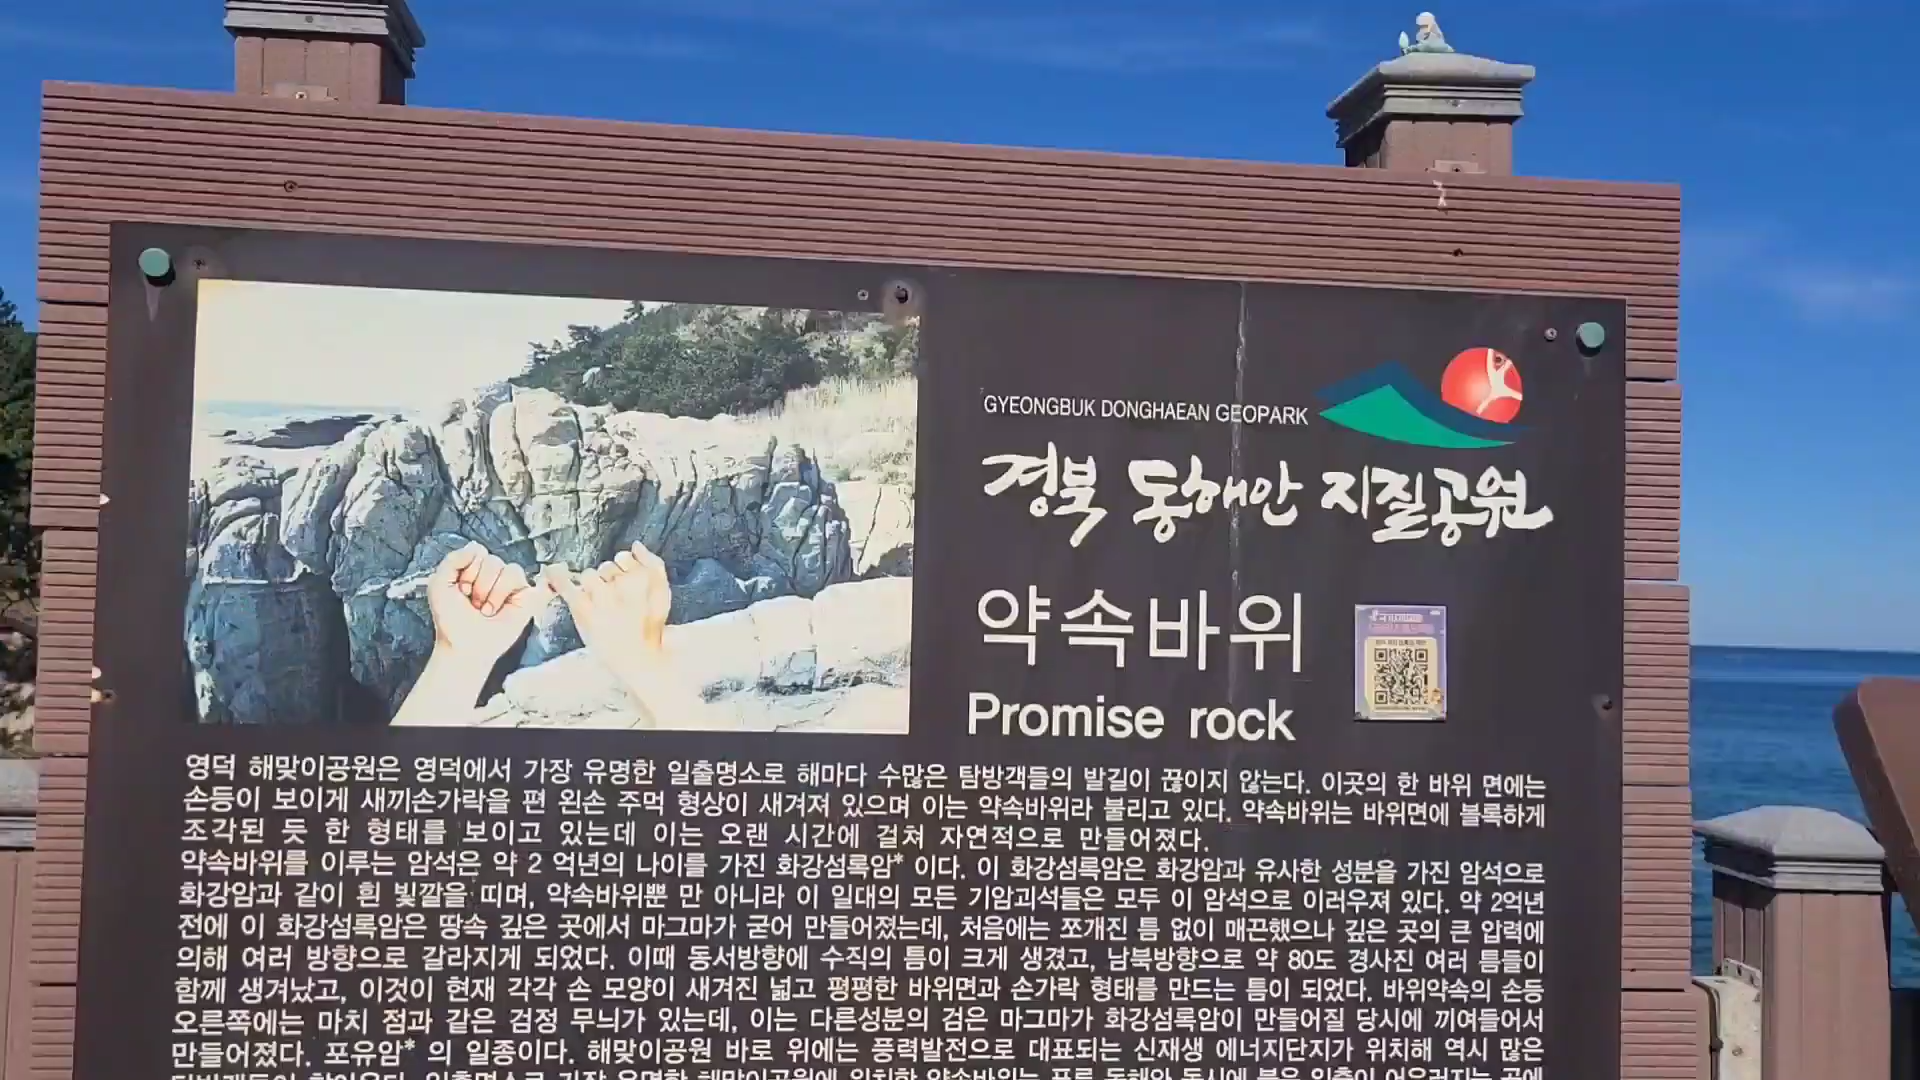 GYEONGBUK DONGHAEAN GEOPARK
경북 동해안 지질공원
약속바위
Promise rock
영덕 해맞이공원은 영덕에서 가장 유명한 일출명소로 해마다 수많은 탐방객들의 발길이 끊이지 않는다. 이곳의 한 바위 면에는
손등이 보이게 새끼손가락을 편 왼손 주먹 형상이 새겨져 있으며 이는 약속바위라 불리고 있다. 약속바위는 바위면에 볼록하게
조각된 듯 한 형태를 보이고 있는데 이는 오랜 시간에 걸쳐 자연적으로 만들어졌다.
약속바위를 이루는 암석은 약 2 억년의 나이를 가진 화강섬록암* 이다. 이 화강섬록암은 화강암과 유사한 성분을 가진 암석으로
화강암과 같이 흰 빛깔을 띠며, 약속바위뿐 만 아니라 이 일대의 모든 기암괴석들은 모두 이 암석으로 이러우져 있다. 약 2억년
전에 이 화강섬록암은 땅속 깊은 곳에서 마그마가 굳어 만들어졌는데, 처음에는 쪼개진 틈 없이 매끈했으나 깊은 곳의 큰 압력에
의해 여러 방향으로 갈라지게 되었다. 이때 동서방향에 수직의 틈이 크게 생겼고, 남북방향으로 약 80도 경사진 여러 틈들이
함께 생겨났고, 이것이 현재 각각 손 모양이 새겨진 넓고 평평한 바위면과 손가락 형태를 만드는 틈이 되었다. 바위약속의 손등
오른쪽에는 마치 점과 같은 검정 무늬가 있는데, 이는 다른성분의 검은 마그마가 화강섬록암이 만들어질 당시에 끼여들어서
만들어졌다. 포유암* 의 일종이다. 해맞이공원 바로 위에는 풍력발전으로 대표되는 신재생 에너지단지가 위치해 역시 많은